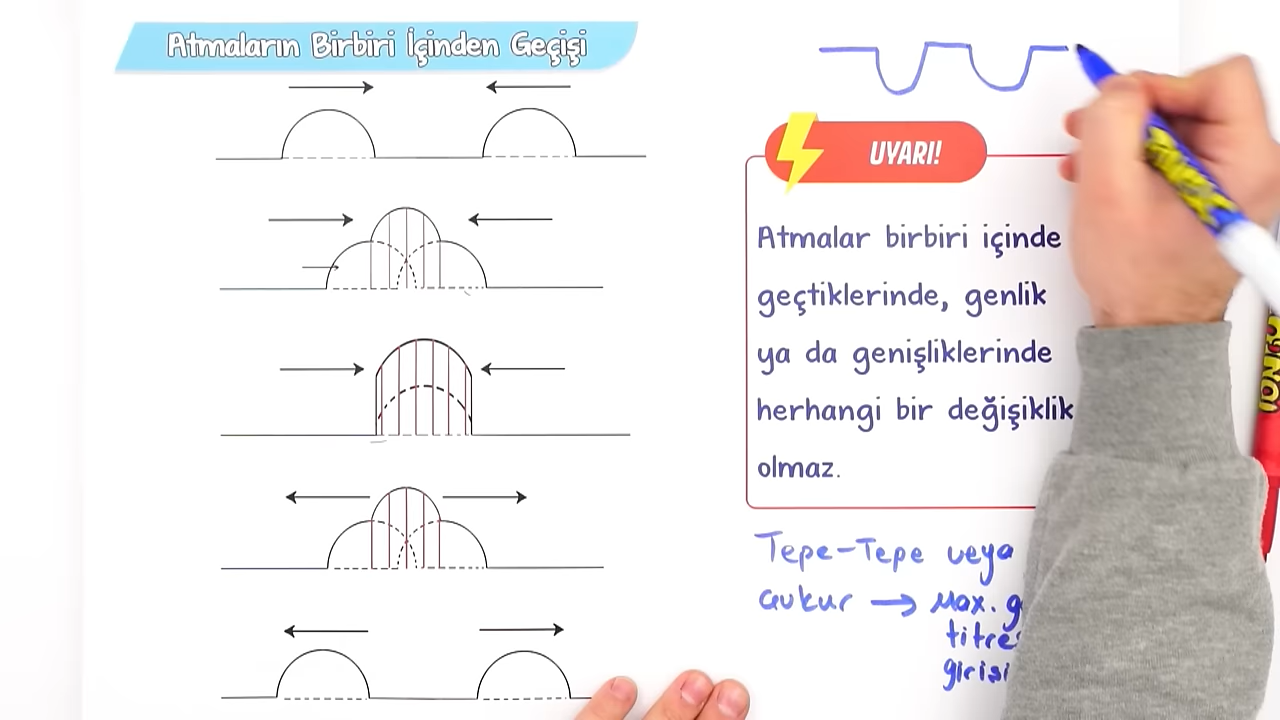 Atmaların Birbiri İçinden Geçişi
UYARI!
Atmalar birbiri içinde
geçtiklerinde, genlik
ya da genişliklerinde
herhangi bir değişiklik
olmaz.
Tepe-Tepe veya
çukur → Max.